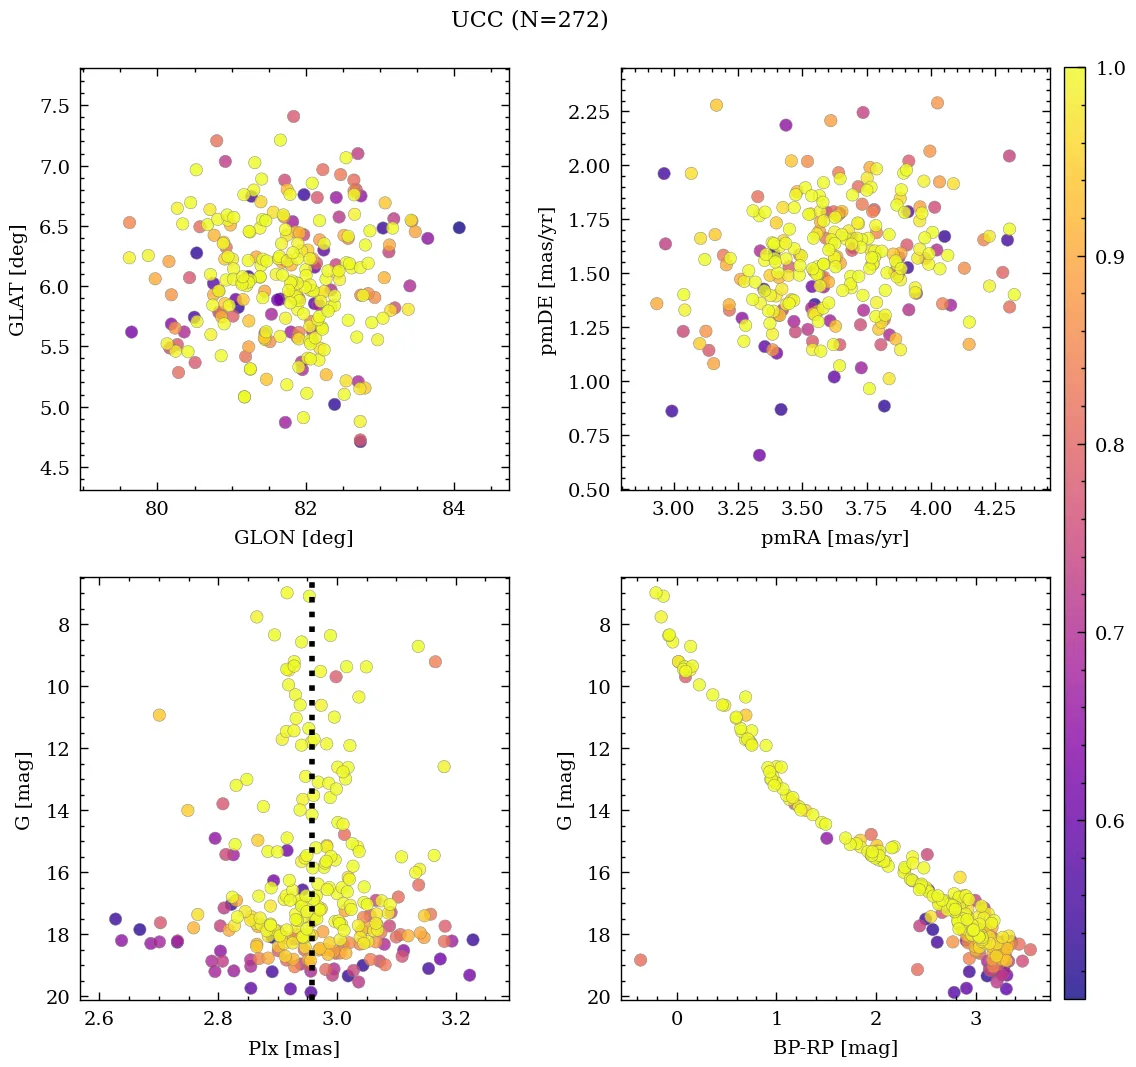 UCC (N=272)
7.5
7.0
6.5
6.0
5.5
5.0
4.5
GLAT [deg]
80 82 84
GLON [deg]
2.25
2.00
1.75
1.50
1.25
1.00
0.75
0.50
pmDE [mas/yr]
3.00 3.25 3.50 3.75 4.00 4.25
pmRA [mas/yr]
1.0
0.9
0.8
0.7
0.6
8
10
12
14
16
18
20
G [mag]
2.6 2.8 3.0 3.2
Plx [mas]
8
10
12
14
16
18
20
G [mag]
0 1 2 3
BP-RP [mag]